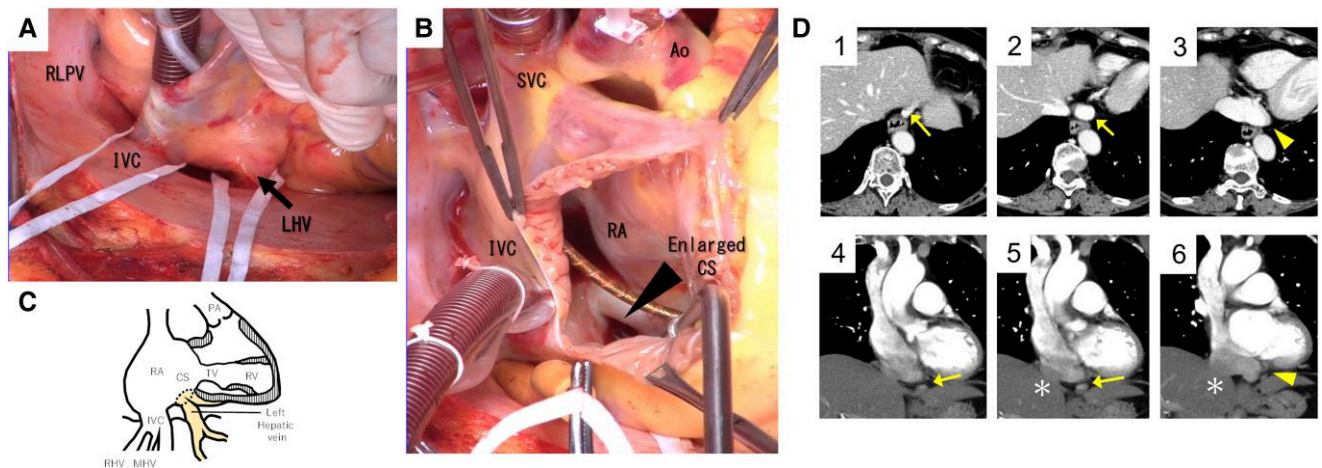 A
RLPV
IVC
LHV
B
Ao
SVC
IVC
RA
Enlarged
CS
C
PA
RA
CS
TV
RV
IVC
Left
Hepatic
vein
RHV MHV
D
1
2
3
4
5
*
6
*